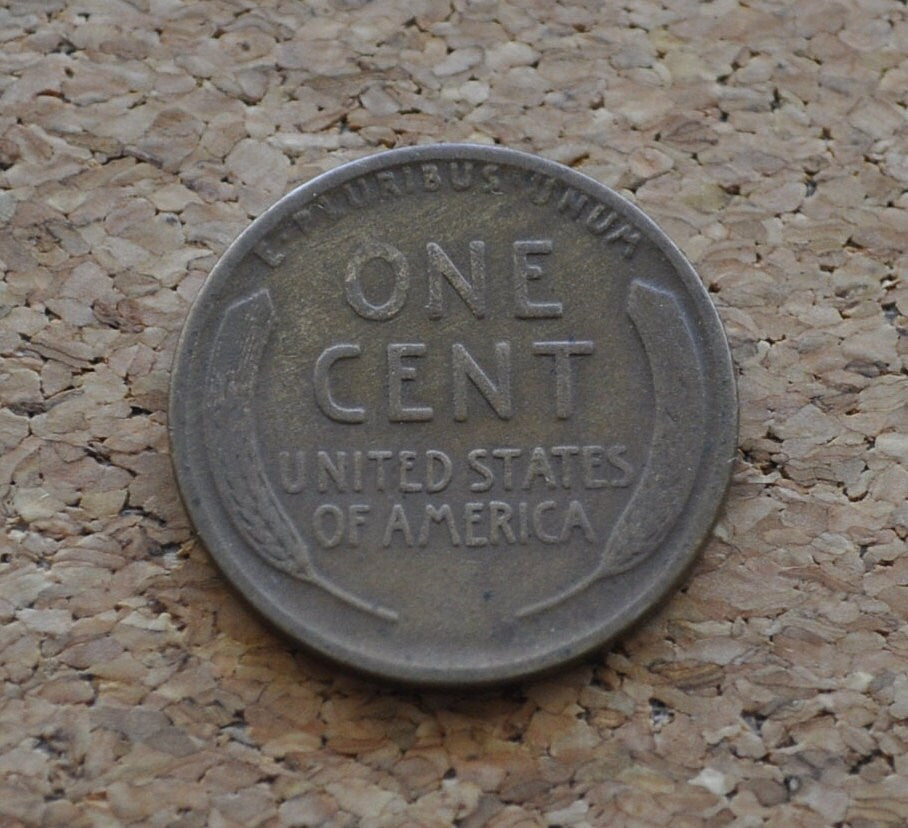 E · PLURIBUS · UNUM
ONE
CENT
UNITED STATES
OF AMERICA